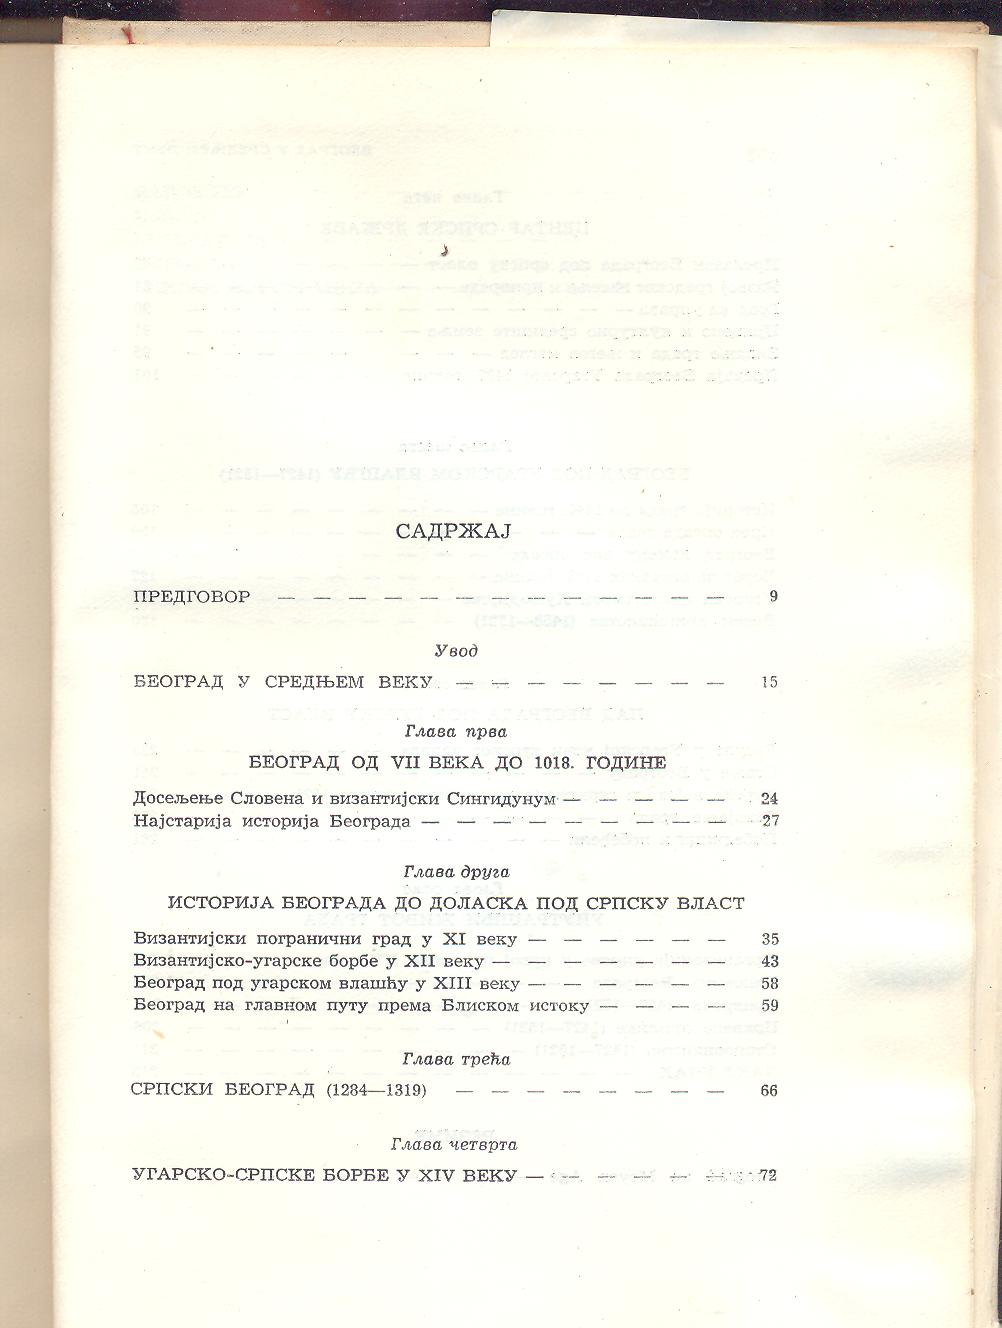 САДРЖАЈ
ПРЕДГОВОР — — — — — — — — — — — — — 9
Увод
БЕОГРАД У СРЕДЊЕМ ВЕКУ — — — — — — — — 15
Глава прва
БЕОГРАД ОД VII ВЕКА ДО 1018. ГОДИНЕ
Досељење Словена и византијски Сингидунум — — — — — 24
Најстарија историја Београда — — — — — — — — — 27
Глава друга
ИСТОРИЈА БЕОГРАДА ДО ДОЛАСКА ПОД СРПСКУ ВЛАСТ
Византијски погранични град у XI веку — — — — — — 35
Византијско-угарске борбе у XII веку — — — — — — — 43
Београд под угарском влашћу у XIII веку — — — — — — 58
Београд на главном путу према Блиском истоку — — — — 59
Глава трећа
СРПСКИ БЕОГРАД (1284—1319) — — — — — — — — 66
Глава четврта
УГАРСКО-СРПСКЕ БОРБЕ У XIV ВЕКУ — — — — — — 72